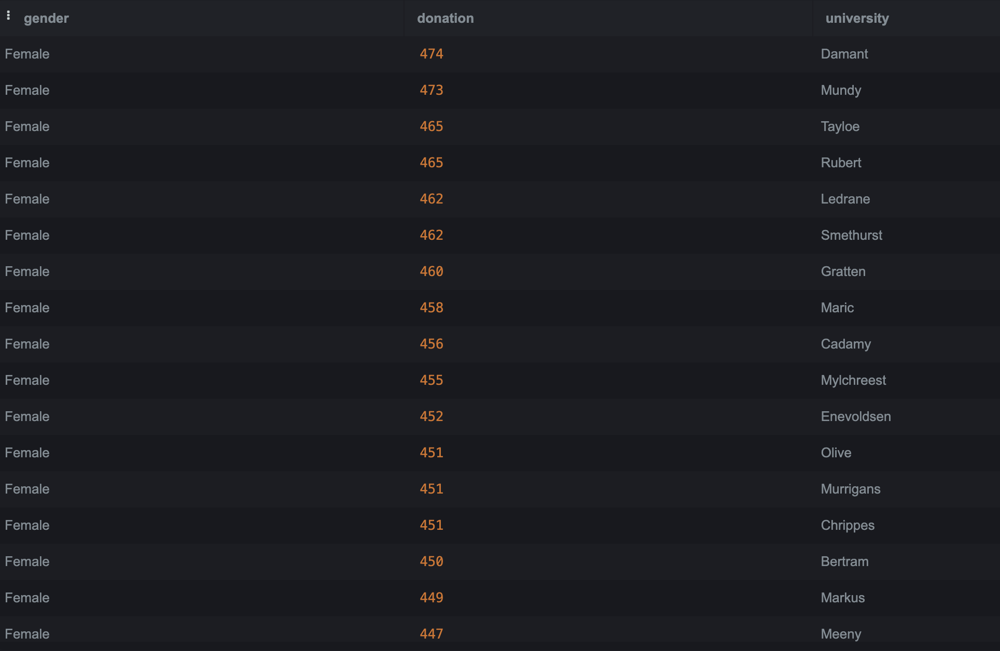 gender donation university
Female 474 Damant
Female 473 Mundy
Female 465 Tayloe
Female 465 Rubert
Female 462 Ledrane
Female 462 Smethurst
Female 460 Gratten
Female 458 Maric
Female 456 Cadamy
Female 455 Mylchreest
Female 452 Enevoldsen
Female 451 Olive
Female 451 Murrigans
Female 451 Chrippes
Female 450 Bertram
Female 449 Markus
Female 447 Meeny